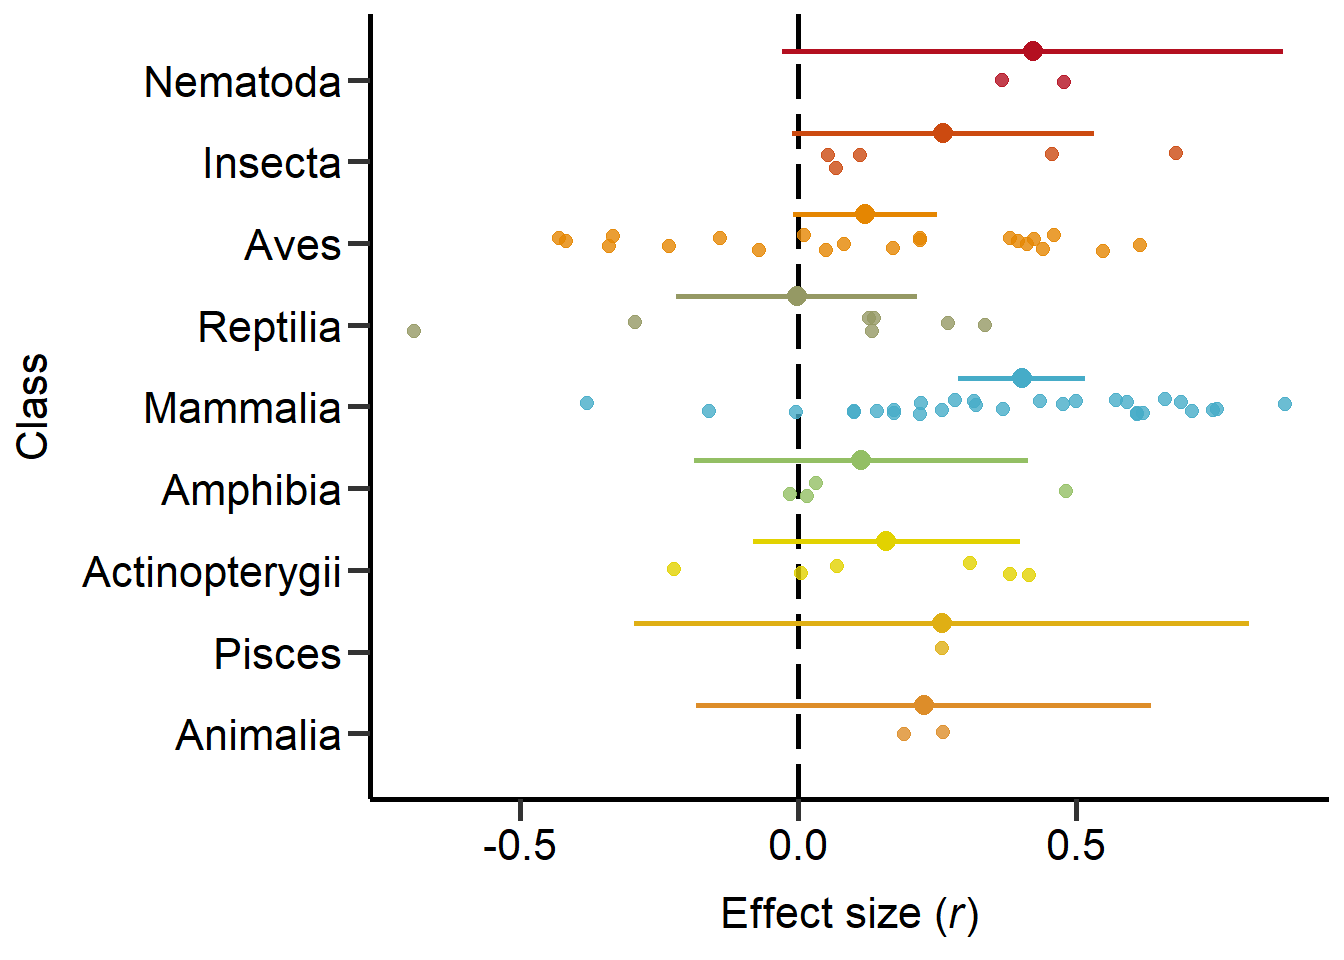 Class
Nematoda
Insecta
Aves
Reptilia
Mammalia
Amphibia
Actinopterygii
Pisces
Animalia
-0.5 0.0 0.5
Effect size (r)